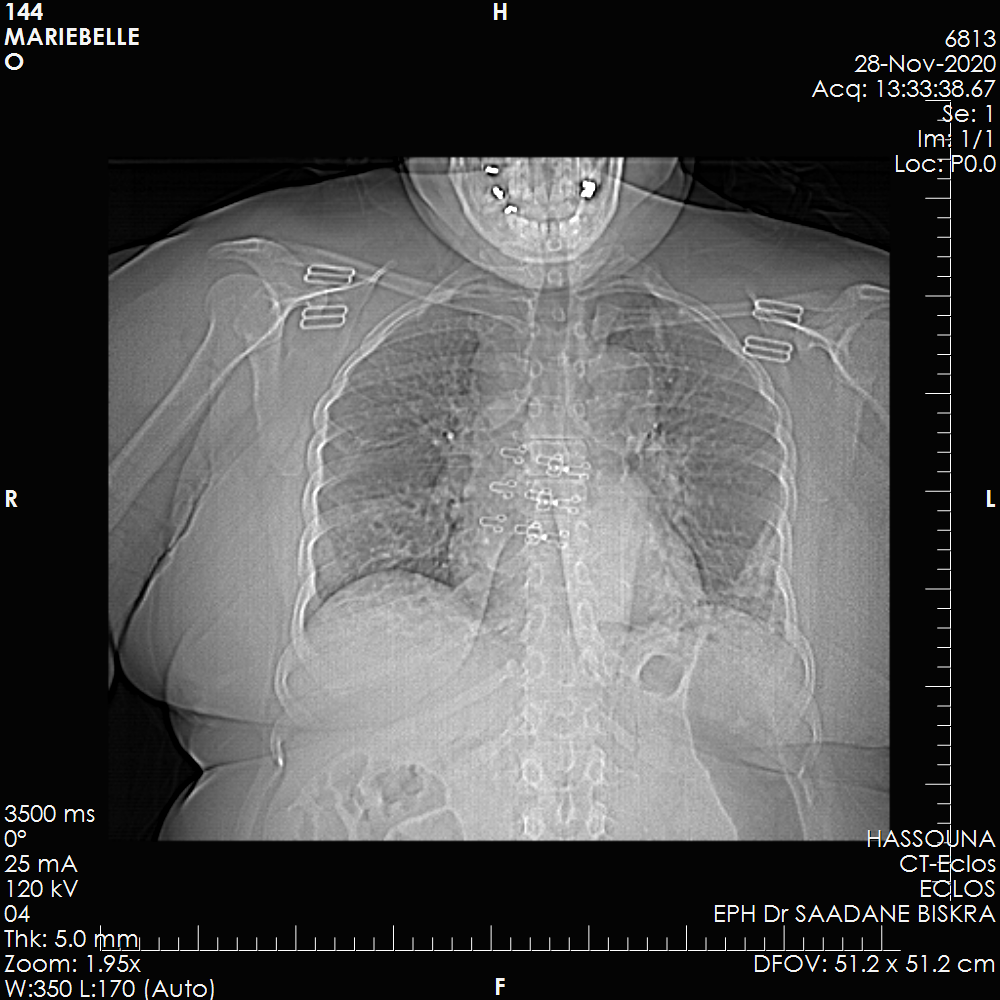 144
MARIEBELLE
O
H
6813
28-Nov-2020
Acq: 13:33:38.67
Se: 1
Im: 1/1
Loc: P0.0
R
L
3500 ms
0°
25 mA
120 kV
04
Thk: 5.0 mm
Zoom: 1.95x
W:350 L:170 (Auto)
F
HASSOUNA
CT-Eclos
ECLOS
EPH Dr SAADANE BISKRA
DFOV: 51.2 x 51.2 cm